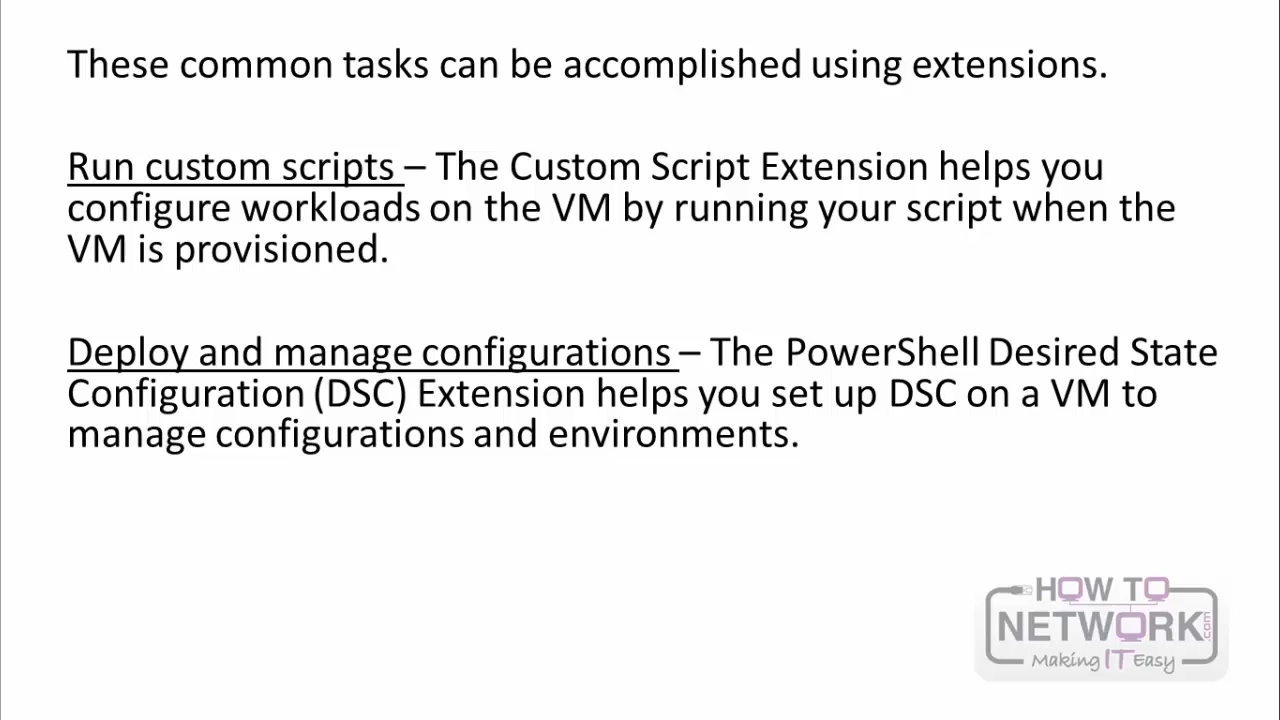 These common tasks can be accomplished using extensions.
Run custom scripts – The Custom Script Extension helps you
configure workloads on the VM by running your script when the
VM is provisioned.
Deploy and manage configurations – The PowerShell Desired State
Configuration (DSC) Extension helps you set up DSC on a VM to
manage configurations and environments.
HOW TO
NETWORK.com
Making IT Easy